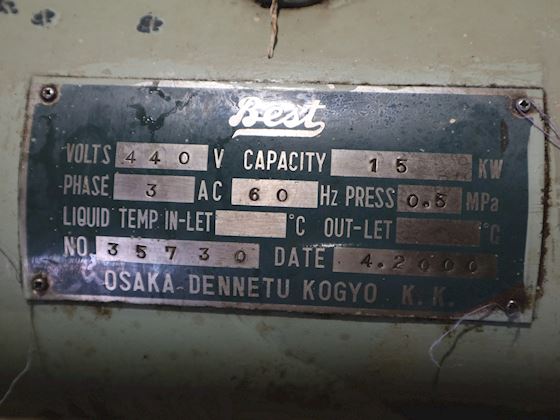 Best
VOLTS 440 V CAPACITY 15 KW
PHASE 3 AC 60 Hz PRESS 0.5 MPa
LIQUID TEMP IN-LET °C OUT-LET °C
NO. 35730 DATE 4.2000
OSAKA DENNETU KOGYO K.K.